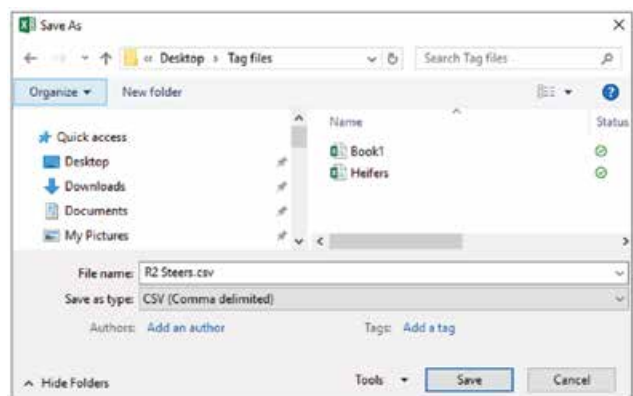 Save As
« Desktop › Tag files
Search Tag files
Organize
New folder
Name
Status
Quick access
Desktop
Downloads
Documents
My Pictures
Book1
Heifers
File name: R2 Steers.csv
Save as type: CSV (Comma delimited)
Authors: Add an author
Tags: Add a tag
Hide Folders
Tools
Save
Cancel